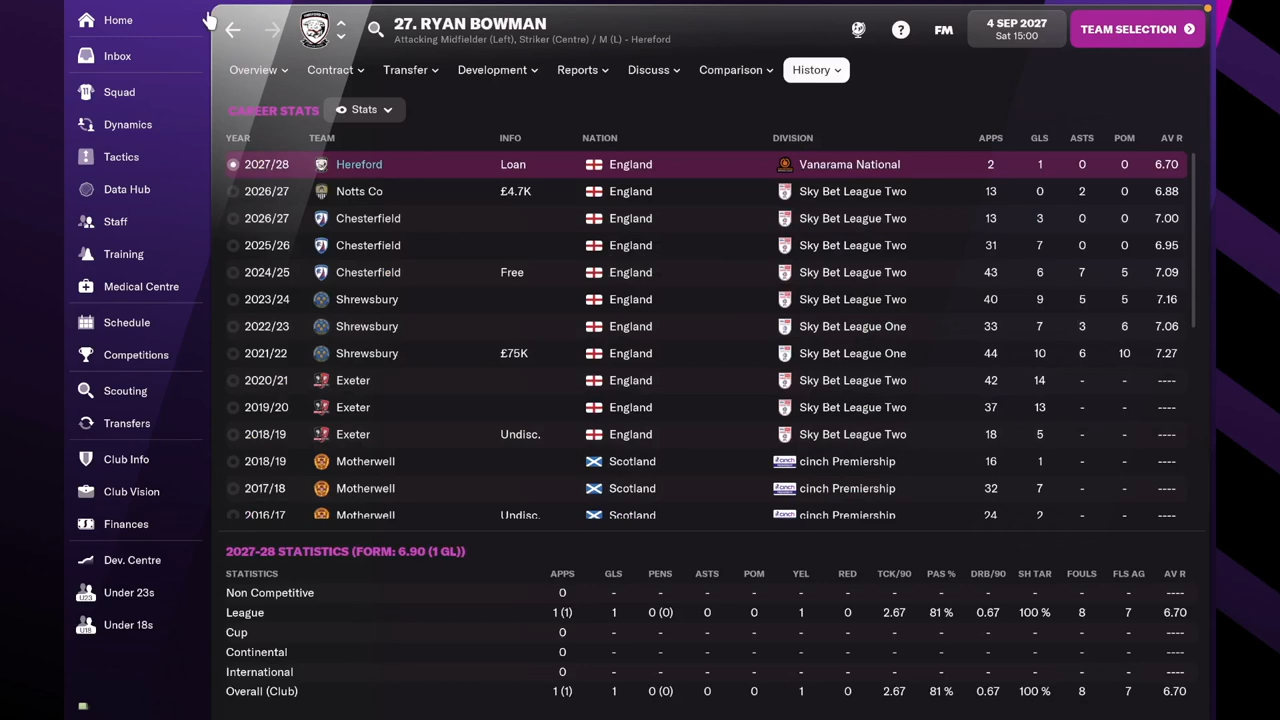 Home
Inbox
Squad
Dynamics
Tactics
Data Hub
Staff
Training
Medical Centre
Schedule
Competitions
Scouting
Transfers
Club Info
Club Vision
Finances
Dev. Centre
Under 23s
Under 18s
27. RYAN BOWMAN
Attacking Midfielder (Left), Striker (Centre) / M (L) - Hereford
FM
4 SEP 2027
Sat 15:00
TEAM SELECTION
Overview Contract Transfer Development Reports Discuss Comparison History
CAREER STATS Stats
YEAR TEAM INFO NATION DIVISION APPS GLS ASTS POM AV R
2027/28 Hereford Loan England Vanarama National 2 1 0 0 6.70
2026/27 Notts Co £4.7K England Sky Bet League Two 13 0 2 0 6.88
2026/27 Chesterfield England Sky Bet League Two 13 3 0 0 7.00
2025/26 Chesterfield England Sky Bet League Two 31 7 0 0 6.95
2024/25 Chesterfield Free England Sky Bet League Two 43 6 7 5 7.09
2023/24 Shrewsbury England Sky Bet League Two 40 9 5 5 7.16
2022/23 Shrewsbury England Sky Bet League One 33 7 3 6 7.06
2021/22 Shrewsbury £75K England Sky Bet League One 44 10 6 10 7.27
2020/21 Exeter England Sky Bet League Two 42 14 - - ----
2019/20 Exeter England Sky Bet League Two 37 13 - - ----
2018/19 Exeter Undisc. England Sky Bet League Two 18 5 - - ----
2018/19 Motherwell Scotland cinch Premiership 16 1 - - ----
2017/18 Motherwell Scotland cinch Premiership 32 7 - - ----
2016/17 Motherwell Undisc. Scotland cinch Premiership 24 2 - - ----
2027-28 STATISTICS (FORM: 6.90 (1 GL))
STATISTICS APPS GLS PENS ASTS POM YEL RED TCK/90 PAS % DRB/90 SH TAR FOULS FLS AG AV R
Non Competitive 0 - - - - - - - - - - - - ----
League 1 (1) 1 0 (0) 0 0 1 0 2.67 81 % 0.67 100 % 8 7 6.70
Cup 0 - - - - - - - - - - - - ----
Continental 0 - - - - - - - - - - - - ----
International 0 - - - - - - - - - - - - ----
Overall (Club) 1 (1) 1 0 (0) 0 0 1 0 2.67 81 % 0.67 100 % 8 7 6.70